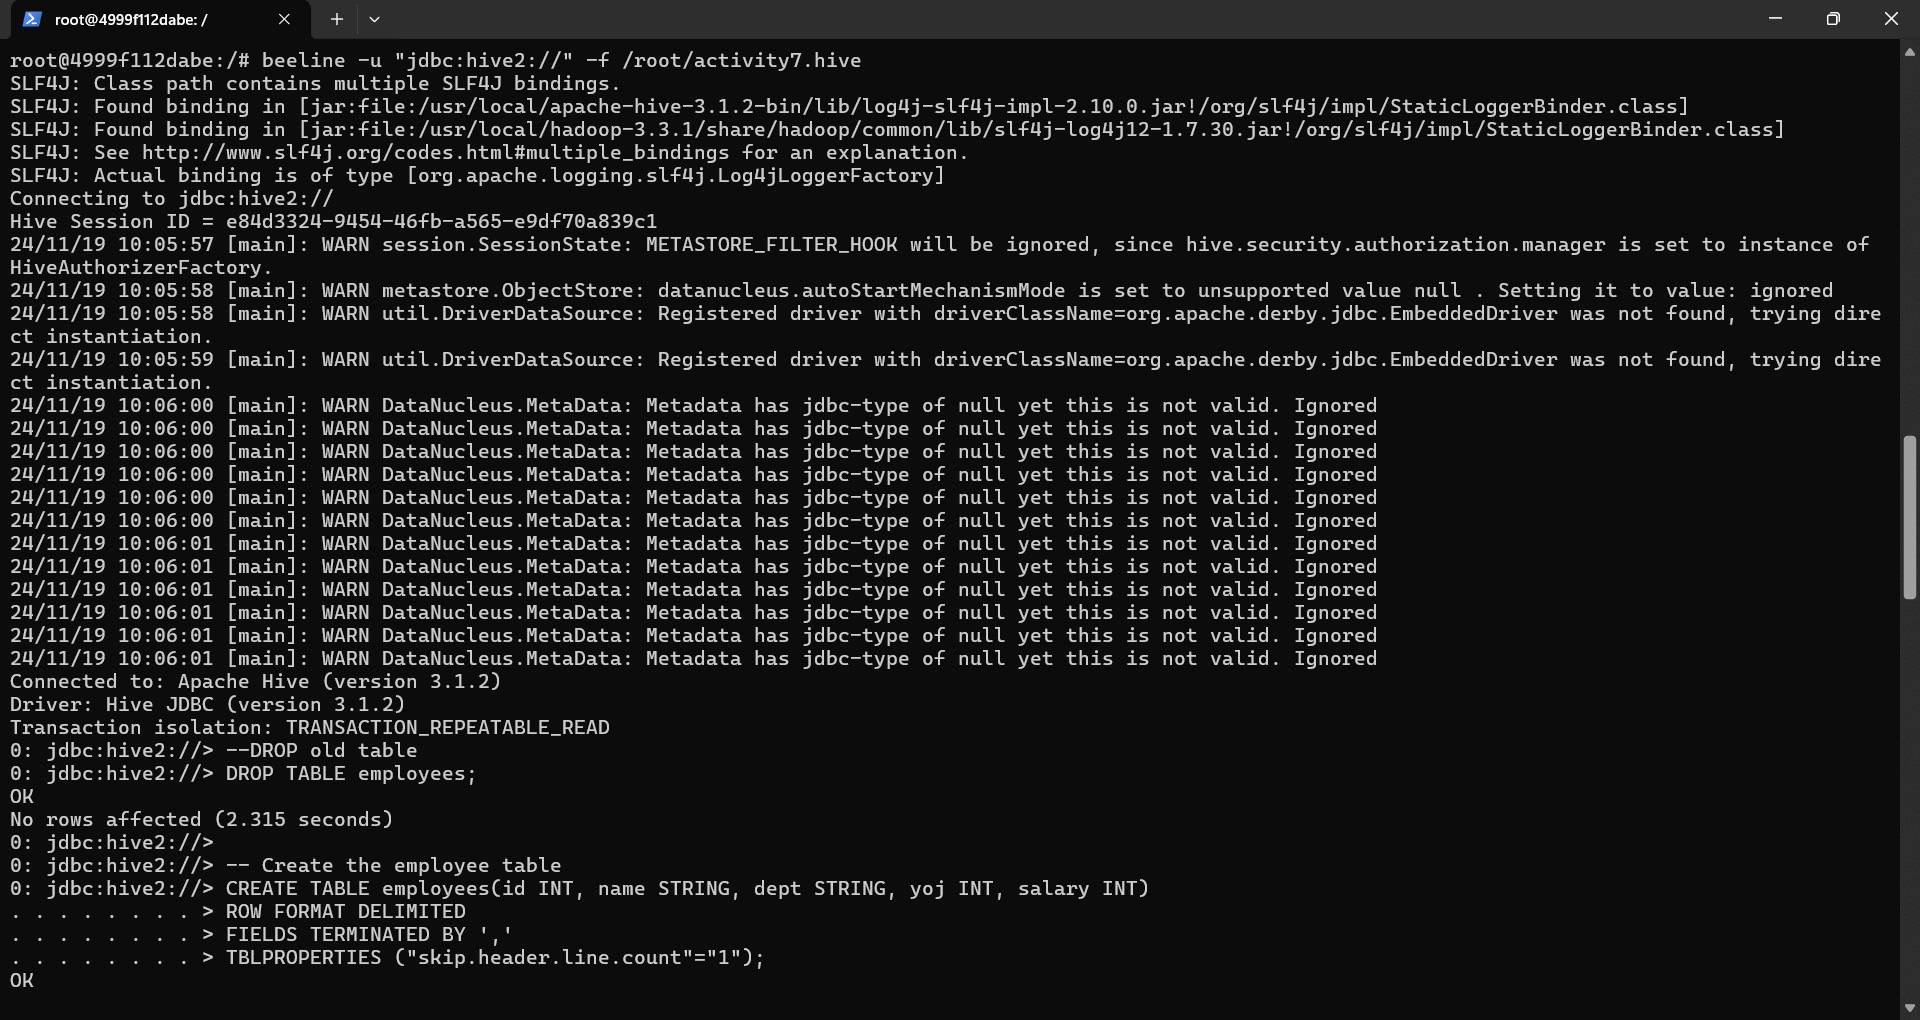 root@4999f112dabe: /
root@4999f112dabe:/# beeline -u "jdbc:hive2://" -f /root/activity7.hive
SLF4J: Class path contains multiple SLF4J bindings.
SLF4J: Found binding in [jar:file:/usr/local/apache-hive-3.1.2-bin/lib/log4j-slf4j-impl-2.10.0.jar!/org/slf4j/impl/StaticLoggerBinder.class]
SLF4J: Found binding in [jar:file:/usr/local/hadoop-3.3.1/share/hadoop/common/lib/slf4j-log4j12-1.7.30.jar!/org/slf4j/impl/StaticLoggerBinder.class]
SLF4J: See http://www.slf4j.org/codes.html#multiple_bindings for an explanation.
SLF4J: Actual binding is of type [org.apache.logging.slf4j.Log4jLoggerFactory]
Connecting to jdbc:hive2://
Hive Session ID = e84d3324-9454-46fb-a565-e9df70a839c1
24/11/19 10:05:57 [main]: WARN session.SessionState: METASTORE_FILTER_HOOK will be ignored, since hive.security.authorization.manager is set to instance of
HiveAuthorizerFactory.
24/11/19 10:05:58 [main]: WARN metastore.ObjectStore: datanucleus.autoStartMechanismMode is set to unsupported value null . Setting it to value: ignored
24/11/19 10:05:58 [main]: WARN util.DriverDataSource: Registered driver with driverClassName=org.apache.derby.jdbc.EmbeddedDriver was not found, trying dire
ct instantiation.
24/11/19 10:05:59 [main]: WARN util.DriverDataSource: Registered driver with driverClassName=org.apache.derby.jdbc.EmbeddedDriver was not found, trying dire
ct instantiation.
24/11/19 10:06:00 [main]: WARN DataNucleus.MetaData: Metadata has jdbc-type of null yet this is not valid. Ignored
24/11/19 10:06:00 [main]: WARN DataNucleus.MetaData: Metadata has jdbc-type of null yet this is not valid. Ignored
24/11/19 10:06:00 [main]: WARN DataNucleus.MetaData: Metadata has jdbc-type of null yet this is not valid. Ignored
24/11/19 10:06:00 [main]: WARN DataNucleus.MetaData: Metadata has jdbc-type of null yet this is not valid. Ignored
24/11/19 10:06:00 [main]: WARN DataNucleus.MetaData: Metadata has jdbc-type of null yet this is not valid. Ignored
24/11/19 10:06:00 [main]: WARN DataNucleus.MetaData: Metadata has jdbc-type of null yet this is not valid. Ignored
24/11/19 10:06:01 [main]: WARN DataNucleus.MetaData: Metadata has jdbc-type of null yet this is not valid. Ignored
24/11/19 10:06:01 [main]: WARN DataNucleus.MetaData: Metadata has jdbc-type of null yet this is not valid. Ignored
24/11/19 10:06:01 [main]: WARN DataNucleus.MetaData: Metadata has jdbc-type of null yet this is not valid. Ignored
24/11/19 10:06:01 [main]: WARN DataNucleus.MetaData: Metadata has jdbc-type of null yet this is not valid. Ignored
24/11/19 10:06:01 [main]: WARN DataNucleus.MetaData: Metadata has jdbc-type of null yet this is not valid. Ignored
24/11/19 10:06:01 [main]: WARN DataNucleus.MetaData: Metadata has jdbc-type of null yet this is not valid. Ignored
Connected to: Apache Hive (version 3.1.2)
Driver: Hive JDBC (version 3.1.2)
Transaction isolation: TRANSACTION_REPEATABLE_READ
0: jdbc:hive2://> --DROP old table
0: jdbc:hive2://> DROP TABLE employees;
OK
No rows affected (2.315 seconds)
0: jdbc:hive2://>
0: jdbc:hive2://> -- Create the employee table
0: jdbc:hive2://> CREATE TABLE employees(id INT, name STRING, dept STRING, yoj INT, salary INT)
. . . . . . . . > ROW FORMAT DELIMITED
. . . . . . . . > FIELDS TERMINATED BY ','
. . . . . . . . > TBLPROPERTIES ("skip.header.line.count"="1");
OK